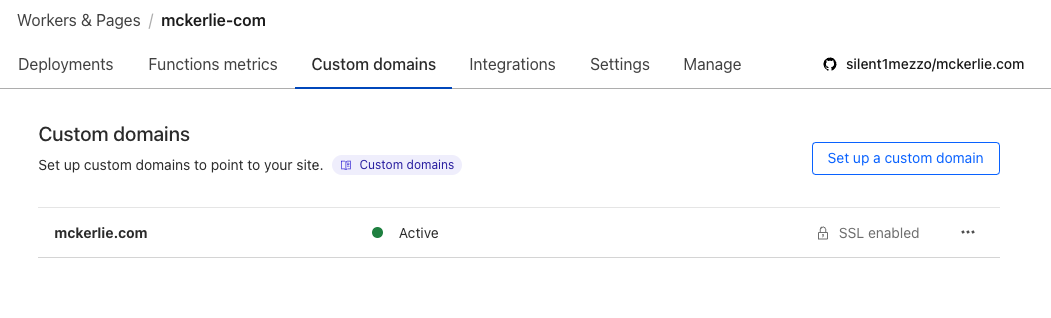 Workers & Pages / mckerlie-com
Deployments Functions metrics Custom domains Integrations Settings Manage silent1mezzo/mckerlie.com
Custom domains
Set up custom domains to point to your site. Custom domains
Set up a custom domain
mckerlie.com Active SSL enabled